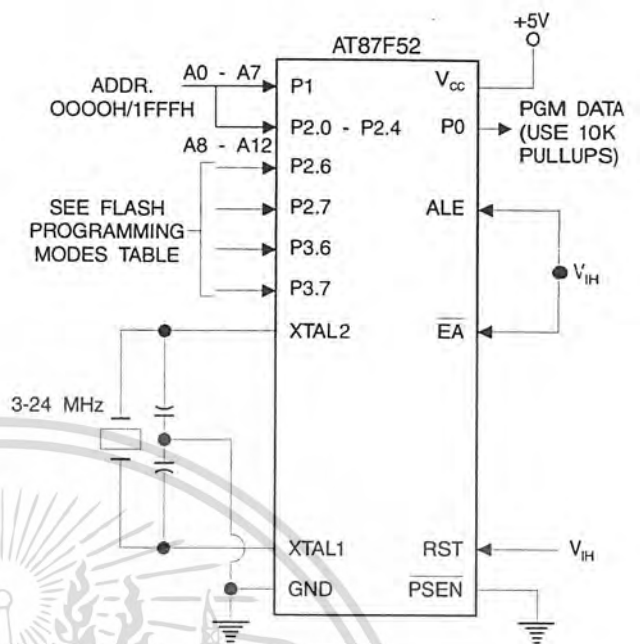 +5V
AT87F52
A0 - A7
ADDR.
OOOOH/1FFFH
P1
VCC
PGM DATA
(USE 10K
PULLUPS)
P2.0 - P2.4
P0
A8 - A12
P2.6
SEE FLASH
PROGRAMMING
MODES TABLE
P2.7
ALE
P3.6
VIH
P3.7
XTAL2
EA
3-24 MHz
XTAL1
RST
VIH
GND
PSEN